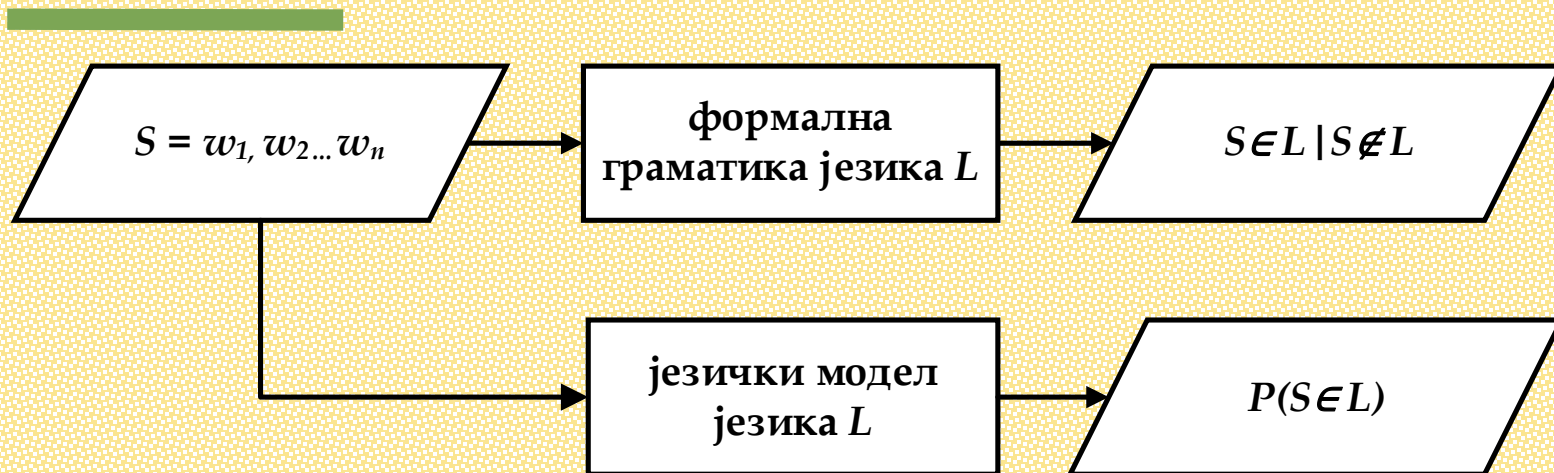 S = w₁, w₂...wₙ
формална
граматика језика L
S∈L|S∉L
језички модел
језика L
P(S∈L)